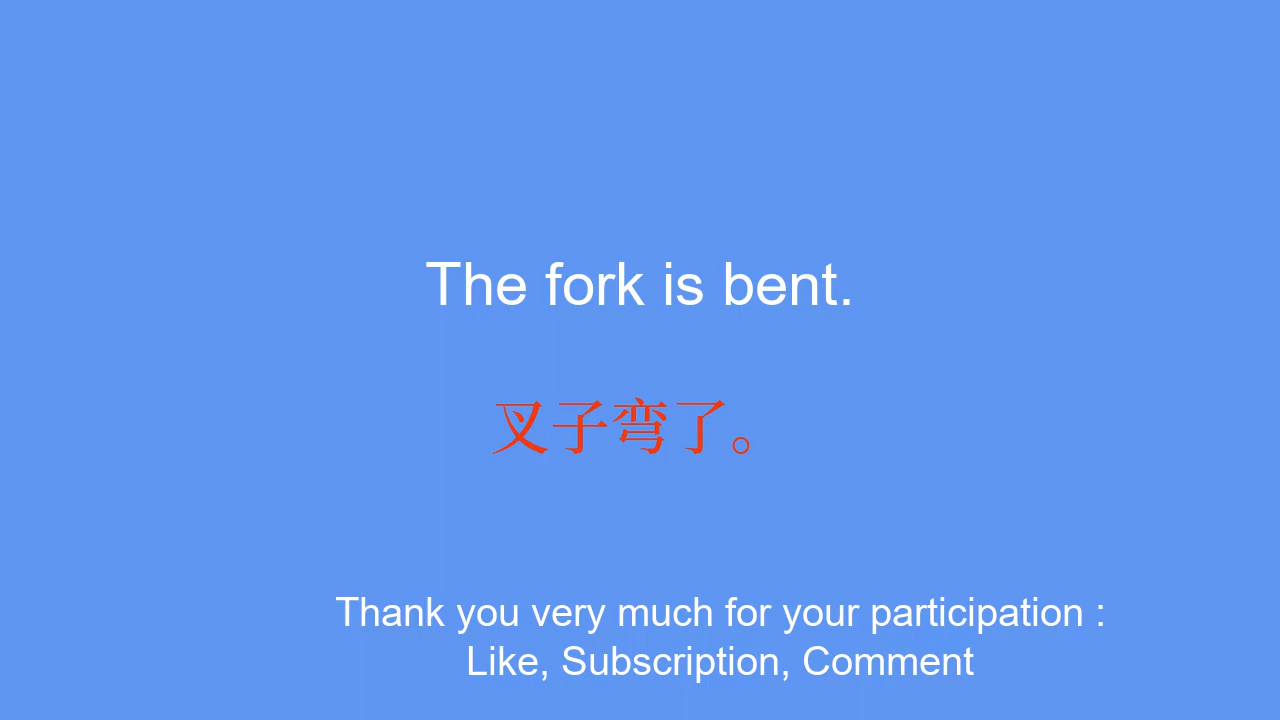 The fork is bent.
叉子弯了。
Thank you very much for your participation :
Like, Subscription, Comment